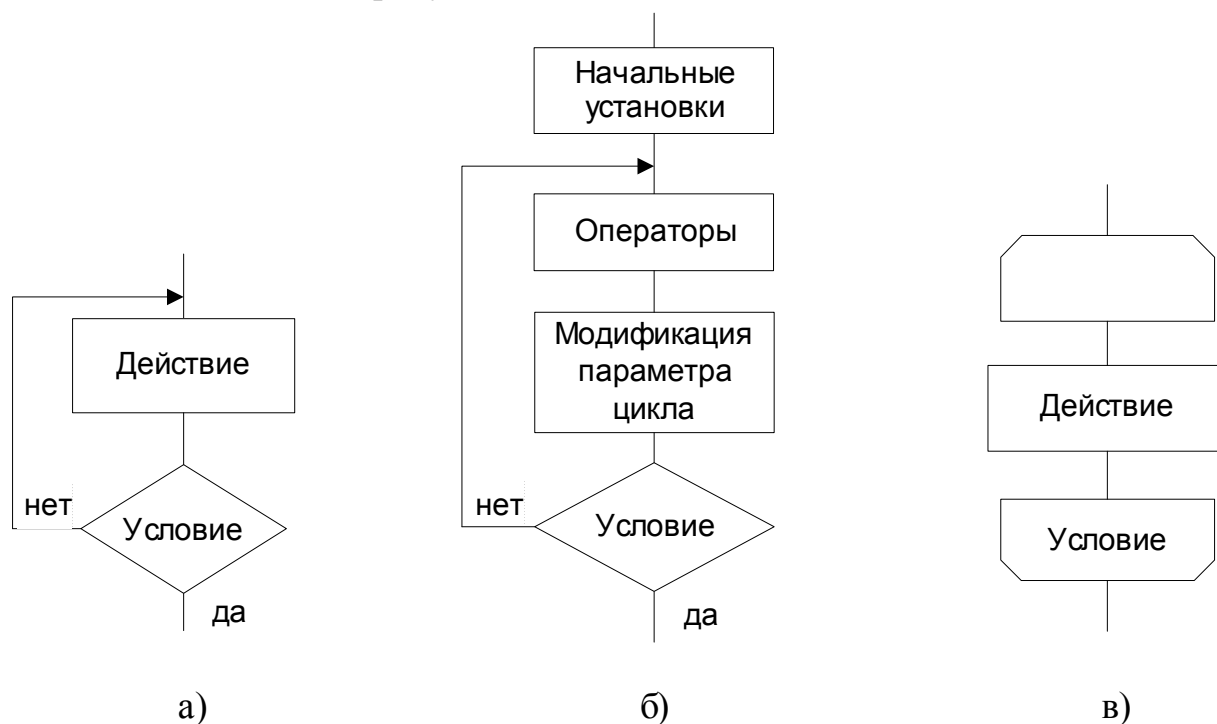 Начальные
установки
Операторы
Модификация
параметра
цикла
Действие
Действие
нет
Условие
нет
Условие
Условие
да
да
а)
б)
в)